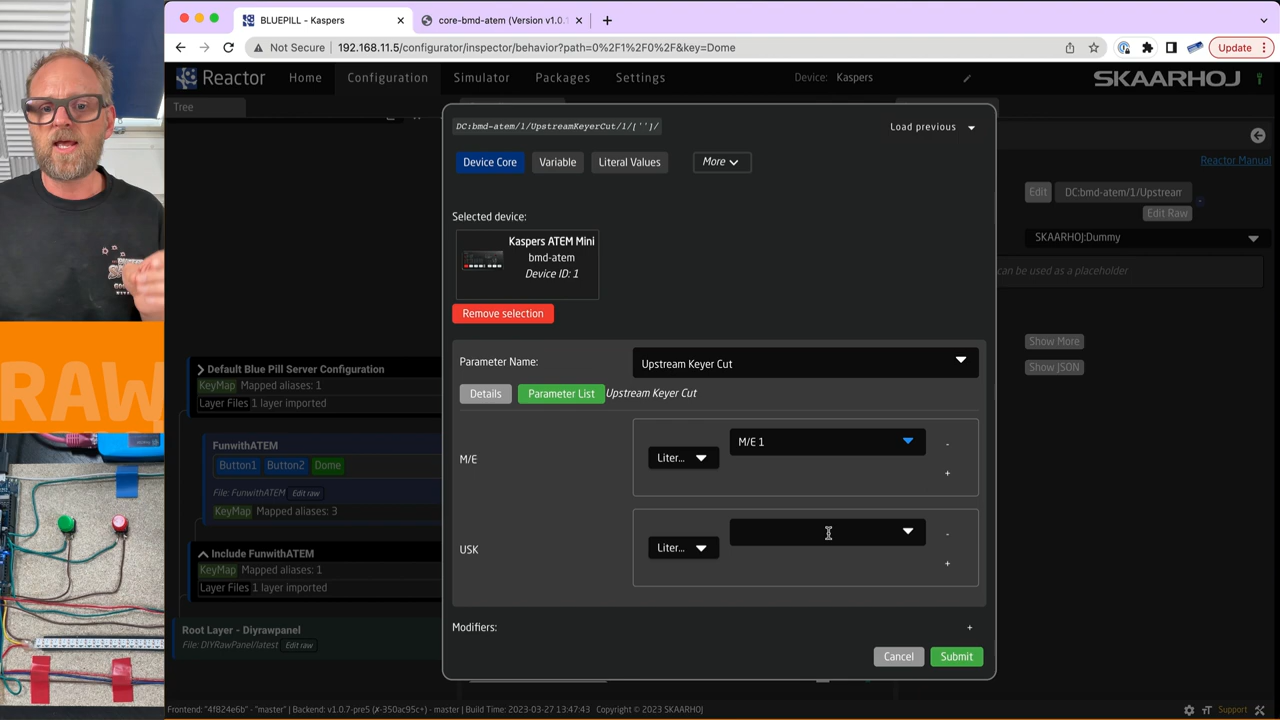 BLUEPILL - Kaspers
core-bmd-atem (Version v1.0.
Not Secure
192.168.11.5/configurator/inspector/behavior?path=0%2F1%2F0%2F&key=Dome
Update
Reactor
Home
Configuration
Simulator
Packages
Settings
Device:
Kaspers
SKAARHOJ
Tree
DC:bmd-atem/1/UpstreamKeyerCut/1/{''}/
Load previous
Device Core
Variable
Literal Values
More
Reactor Manual
Edit
DC:bmd-atem/1/Upstream
Edit Raw
SKAARHOJ:Dummy
can be used as a placeholder
Show More
Show JSON
Selected device:
Kaspers ATEM Mini
bmd-atem
Device ID: 1
Remove selection
Parameter Name:
Upstream Keyer Cut
Details
Parameter List
Upstream Keyer Cut
M/E
Liter...
M/E 1
-
+
USK
Liter...
-
+
Modifiers:
+
Cancel
Submit
Default Blue Pill Server Configuration
KeyMap Mapped aliases: 1
Layer Files 1 layer imported
FunwithATEM
Button1 Button2 Dome
File: FunwithATEM Edit raw
KeyMap Mapped aliases: 3
Include FunwithATEM
KeyMap Mapped aliases: 1
Layer Files 1 layer imported
Root Layer - Diyrawpanel
File: DIYRawPanel/latest Edit raw
RAW
Frontend: "4f824e6b" - "master" | Backend: v1.0.7-pre5 (X-350ac95c+) - master | Build Time: 2023-03-27 13:47:43 Copyright © 2023 SKAARHOJ
Support